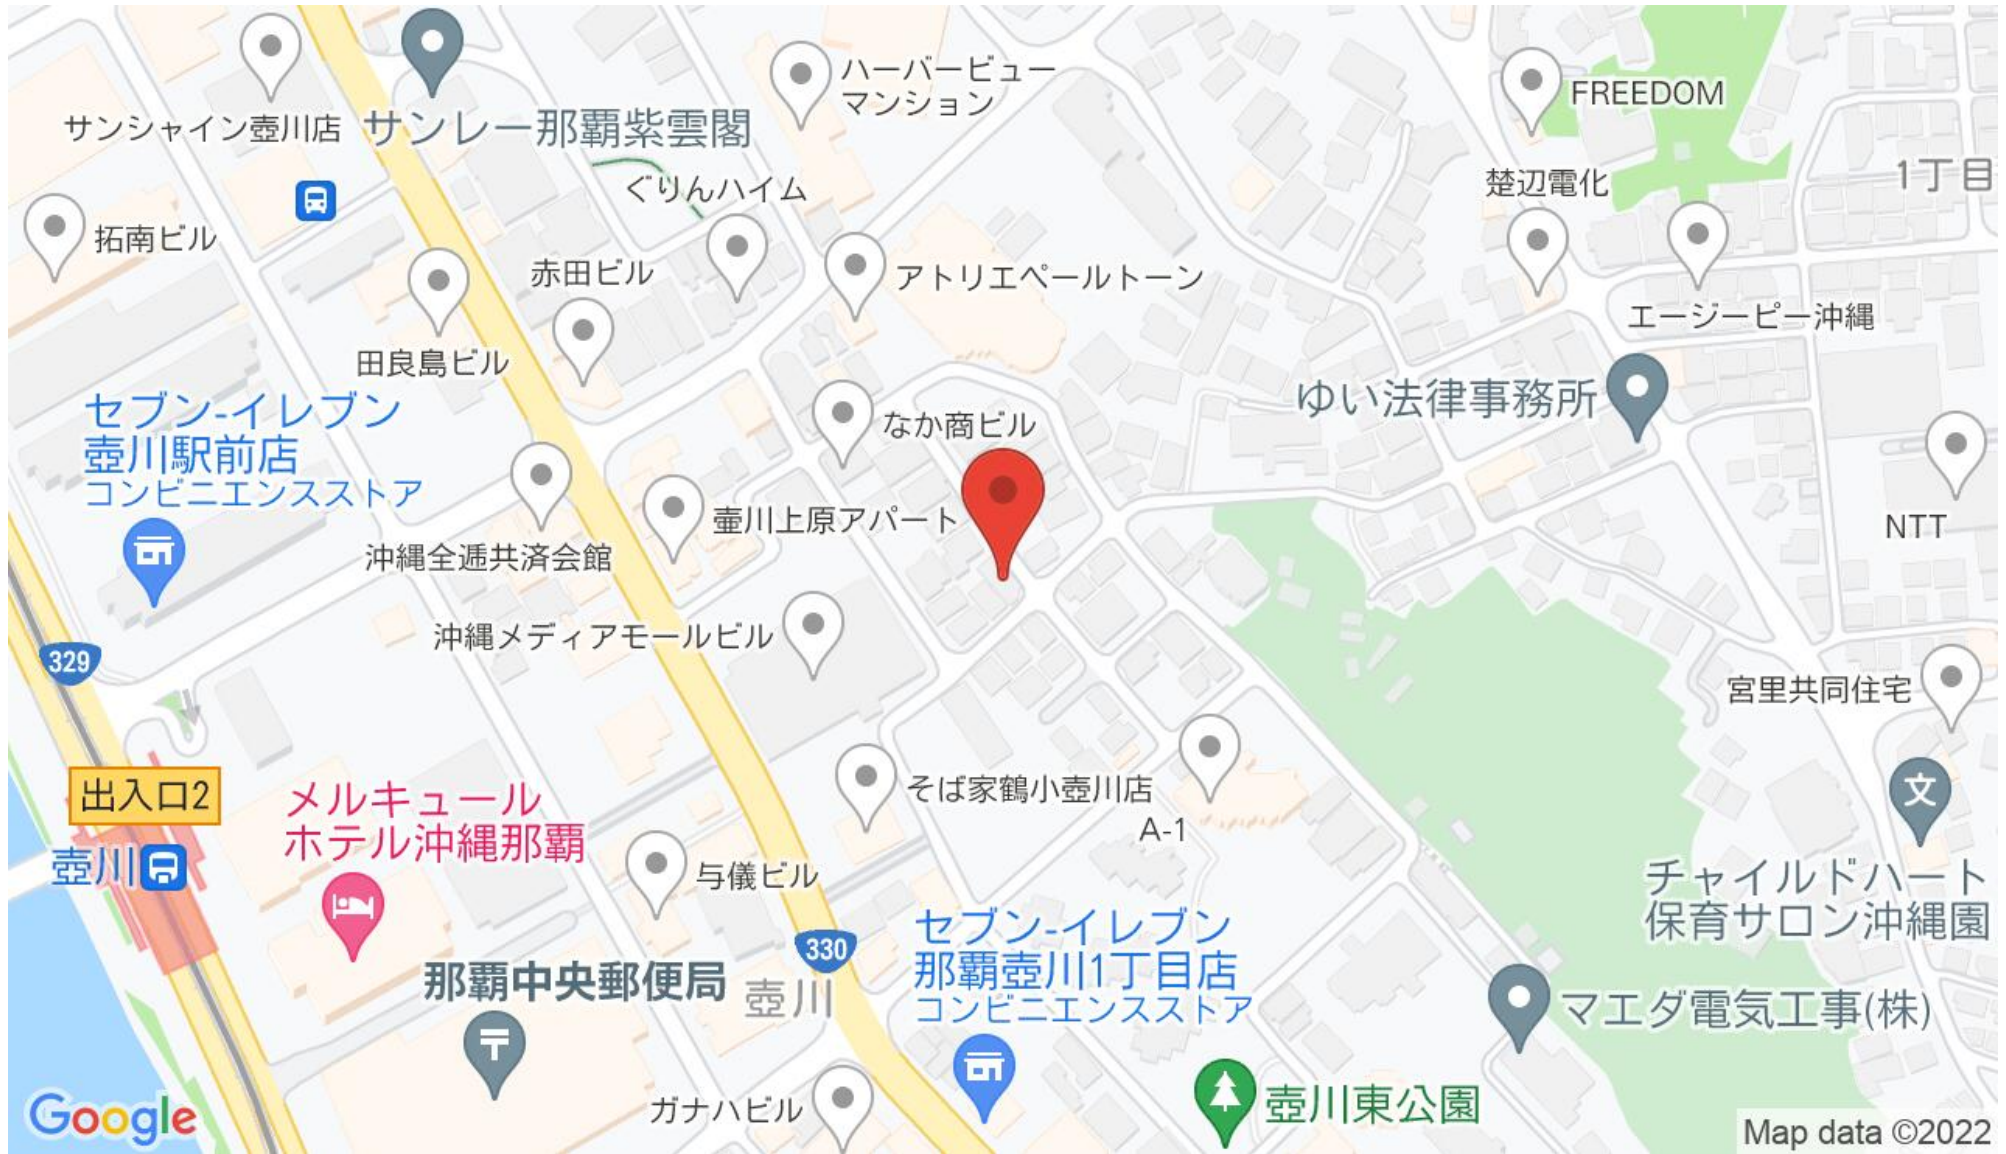 サンシャイン壺川店
サンレー那覇紫雲閣
ハーバービュー
マンション
FREEDOM
楚辺電化
1丁目
ぐりんハイム
拓南ビル
赤田ビル
アトリエペールトーン
エージーピー沖縄
田良島ビル
ゆい法律事務所
セブン-イレブン
壺川駅前店
コンビニエンスストア
なか商ビル
壷川上原アパート
NTT
沖縄全逓共済会館
沖縄メディアモールビル
329
宮里共同住宅
出入口2
壺川
メルキュール
ホテル沖縄那覇
そば家鶴小壺川店
A-1
文
与儀ビル
チャイルドハート
保育サロン沖縄園
330
セブン-イレブン
那覇壺川1丁目店
コンビニエンスストア
那覇中央郵便局
壺川
マエダ電気工事(株)
ガナハビル
壺川東公園
Google
Map data ©2022